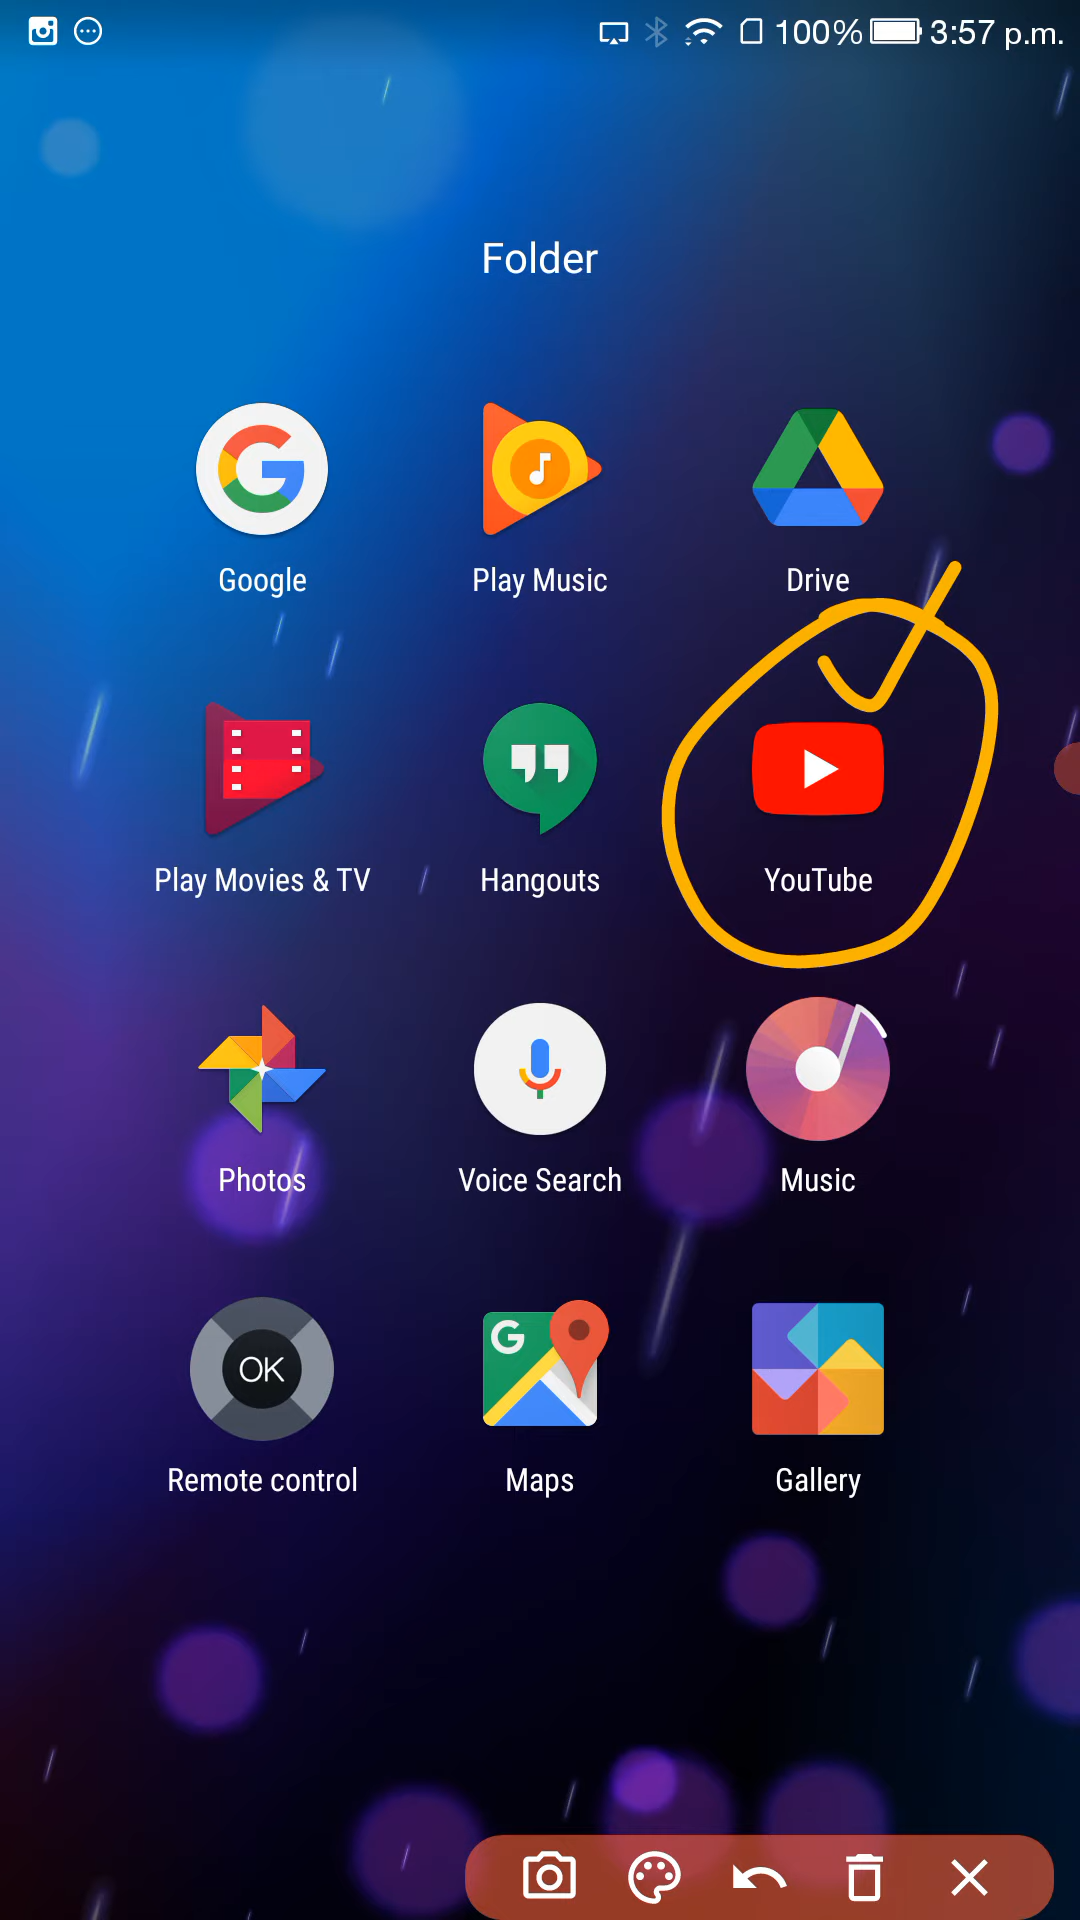 100% 3:57 p.m.
Folder
Google Play Music Drive
Play Movies & TV Hangouts YouTube
Photos Voice Search Music
OK G
Remote control Maps Gallery